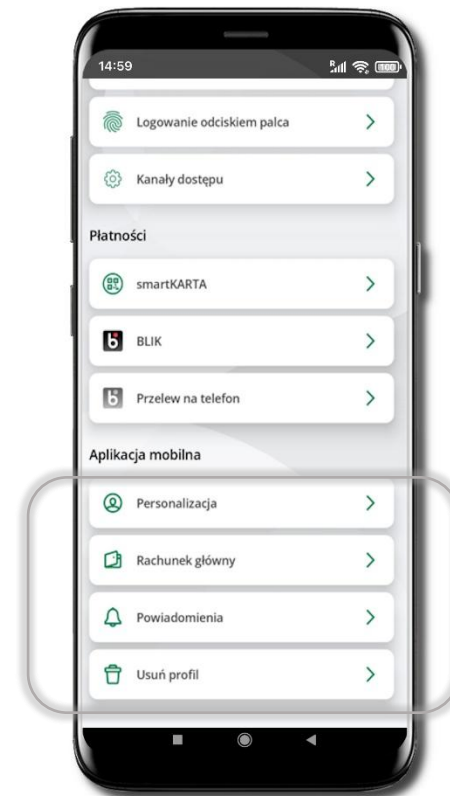 14:59
Logowanie odciskiem palca
Kanały dostępu
Płatności
smartKARTA
BLIK
Przelew na telefon
Aplikacja mobilna
Personalizacja
Rachunek główny
Powiadomienia
Usuń profil